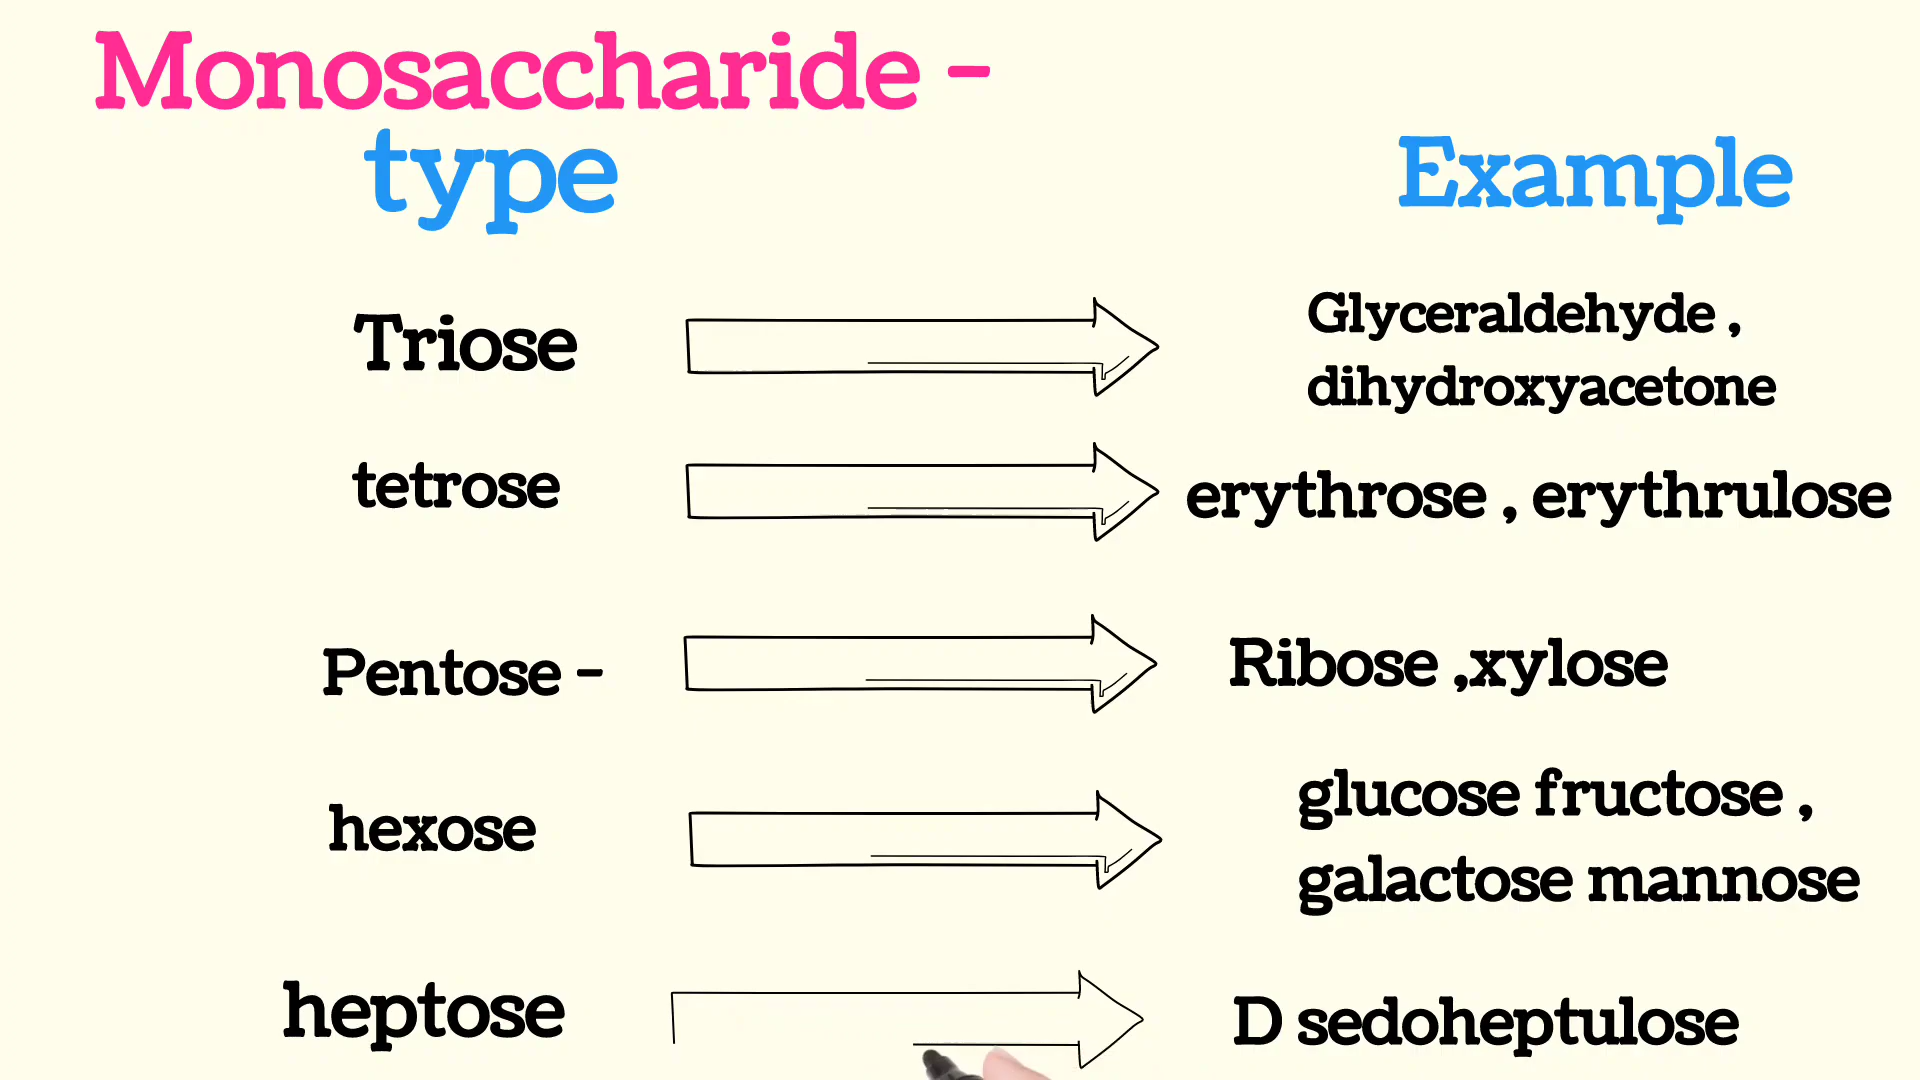 Monosaccharide -
type
Example
Triose
Glyceraldehyde ,
dihydroxyacetone
tetrose
erythrose , erythrulose
Pentose -
Ribose ,xylose
hexose
glucose fructose ,
galactose mannose
heptose
D sedoheptulose